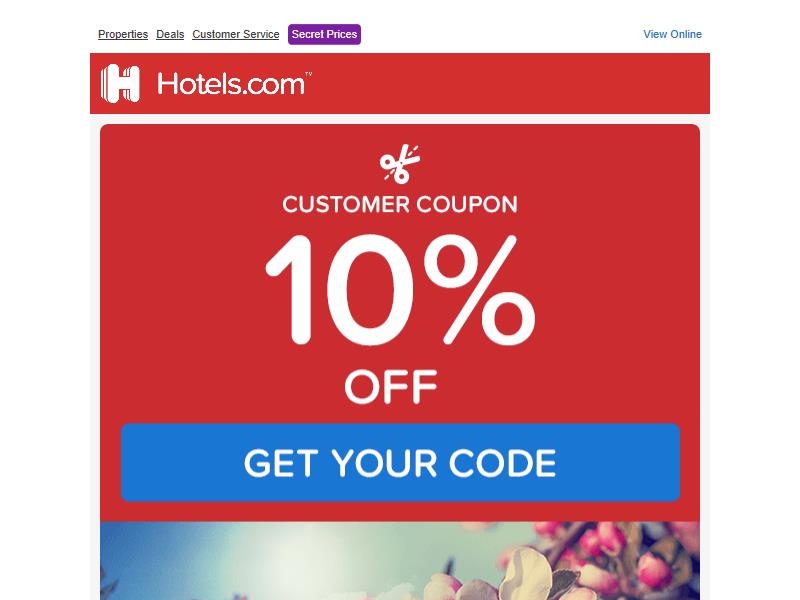 Properties Deals Customer Service Secret Prices View Online
Hotels.com™
CUSTOMER COUPON
10%
OFF
GET YOUR CODE